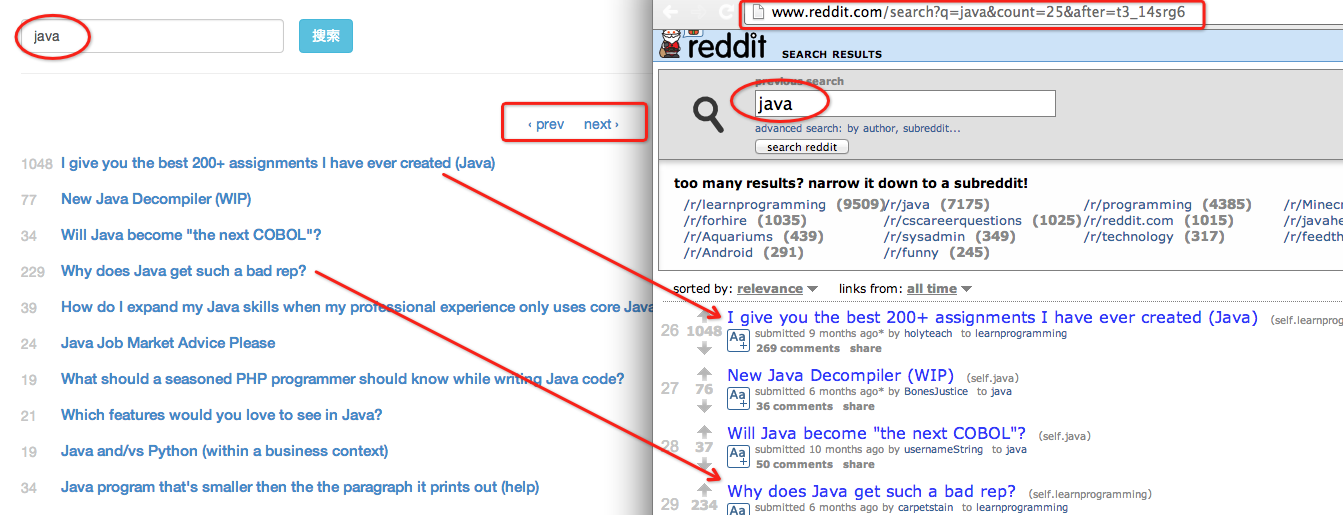 java
搜索
‹ prev next ›
1048 I give you the best 200+ assignments I have ever created (Java)
77 New Java Decompiler (WIP)
34 Will Java become "the next COBOL"?
229 Why does Java get such a bad rep?
39 How do I expand my Java skills when my professional experience only uses core Java
24 Java Job Market Advice Please
19 What should a seasoned PHP programmer should know while writing Java code?
21 Which features would you love to see in Java?
19 Java and/vs Python (within a business context)
34 Java program that's smaller then the the paragraph it prints out (help)
www.reddit.com/search?q=java&count=25&after=t3_14srg6
reddit SEARCH RESULTS
previous search
java
advanced search: by author, subreddit...
search reddit
too many results? narrow it down to a subreddit!
/r/learnprogramming (9509) /r/java (7175) /r/programming (4385) /r/Minec
/r/forhire (1035) /r/cscareerquestions (1025) /r/reddit.com (1015) /r/javahe
/r/Aquariums (439) /r/sysadmin (349) /r/technology (317) /r/feedth
/r/Android (291) /r/funny (245)
sorted by: relevance links from: all time
26 1048 I give you the best 200+ assignments I have ever created (Java) (self.learnprog
Aa+ submitted 9 months ago* by holyteach to learnprogramming
269 comments share
27 76 New Java Decompiler (WIP) (self.java)
Aa+ submitted 6 months ago* by BonesJustice to java
36 comments share
28 37 Will Java become "the next COBOL"? (self.java)
Aa+ submitted 10 months ago by usernameString to java
50 comments share
29 234 Why does Java get such a bad rep? (self.learnprogramming)
Aa submitted 6 months ago by carpetstain to learnprogramming